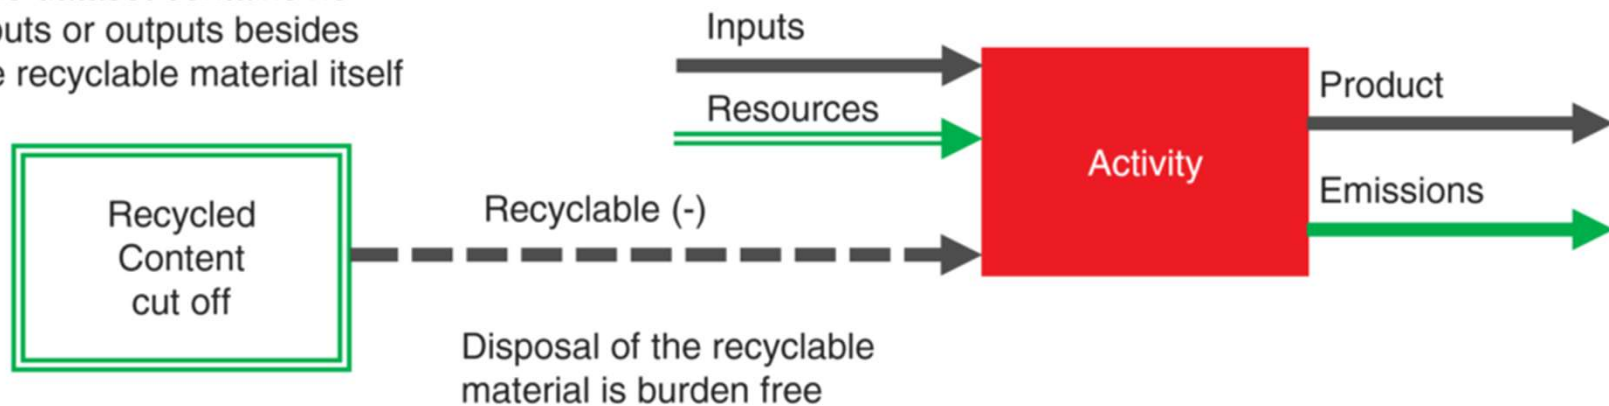 or outputs besides
recyclable material itself
Inputs
Resources
Recyclable (-)
Recycled
Content
cut off
Disposal of the recyclable
material is burden free
Activity
Product
Emissions